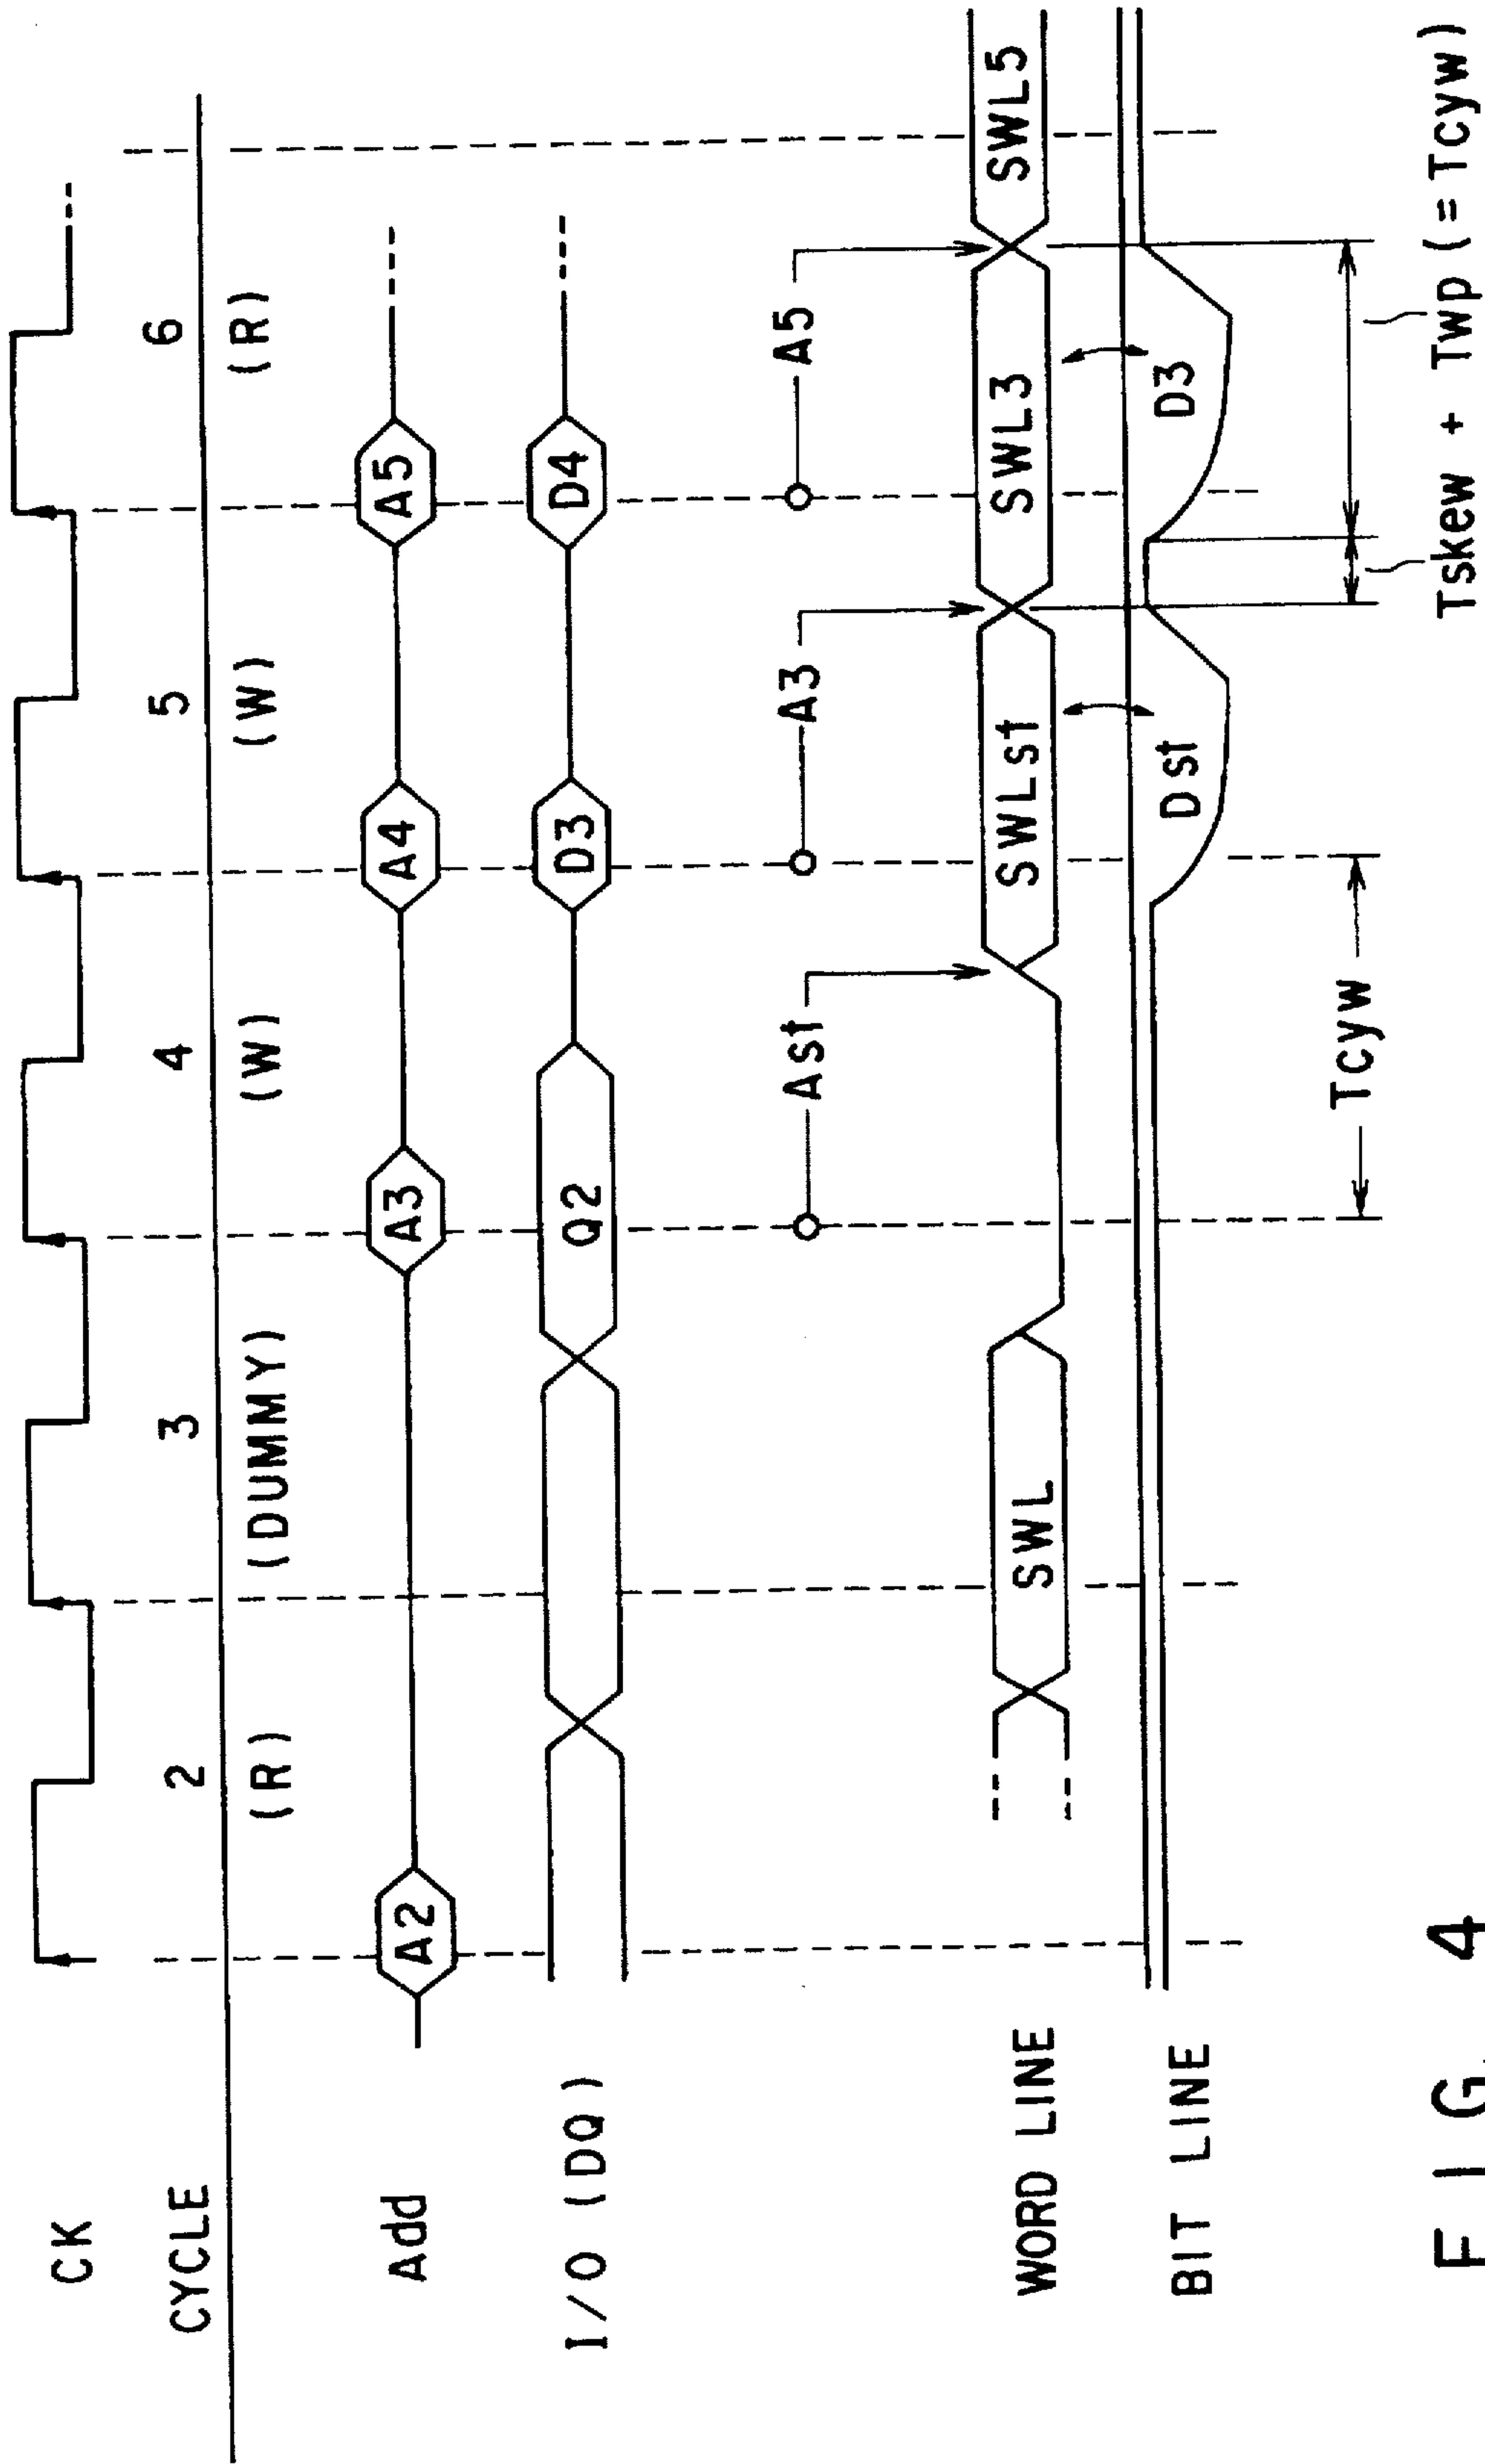 CK
CYCLE 2 3 4 5 6
(R) (DUMMY) (W) (W) (R)
Add A2 A3 A4 A5
I/O (DQ) Q2 D3 D4
Ast A3 A5
WORD LINE SWL SWLst SWL3 SWL5
BIT LINE Dst D3
Tcyw
Tskew + Twp (=Tcyw)
FIG. 4